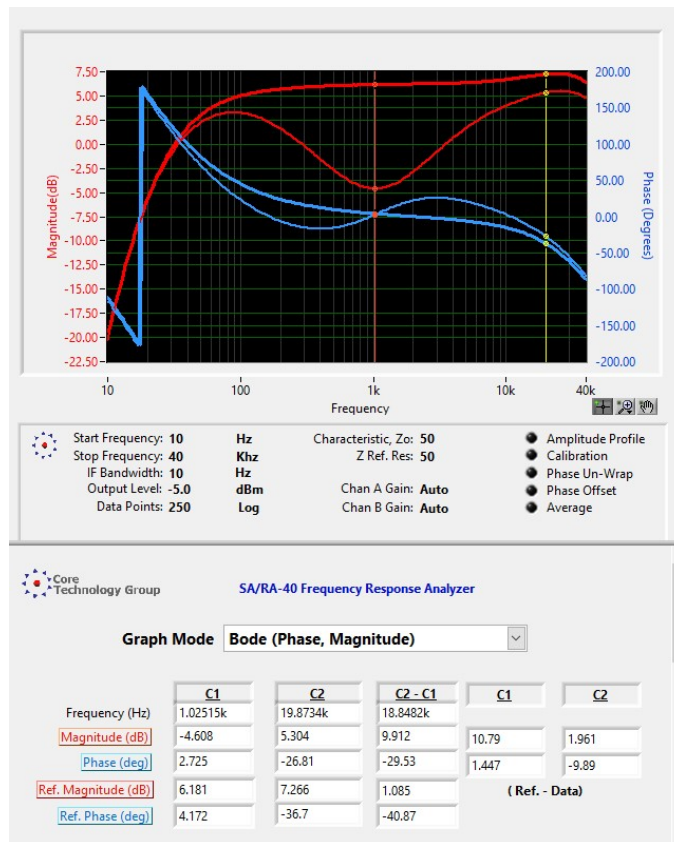 7.50
5.00
2.50
0.00
-2.50
-5.00
-7.50
-10.00
-12.50
-15.00
-17.50
-20.00
-22.50
Magnitude(dB)
200.00
150.00
100.00
50.00
0.00
-50.00
-100.00
-150.00
-200.00
Phase (Degrees)
10 100 1k 10k 40k
Frequency
Start Frequency: 10 Hz Characteristic, Zo: 50 Amplitude Profile
Stop Frequency: 40 Khz Z Ref. Res: 50 Calibration
IF Bandwidth: 10 Hz Phase Un-Wrap
Output Level: -5.0 dBm Chan A Gain: Auto Phase Offset
Data Points: 250 Log Chan B Gain: Auto Average
Core
Technology Group
SA/RA-40 Frequency Response Analyzer
Graph Mode Bode (Phase, Magnitude)
C1 C2 C2 - C1 C1 C2
Frequency (Hz) 1.02515k 19.8734k 18.8482k
Magnitude (dB) -4.608 5.304 9.912 10.79 1.961
Phase (deg) 2.725 -26.81 -29.53 1.447 -9.89
Ref. Magnitude (dB) 6.181 7.266 1.085 ( Ref. - Data)
Ref. Phase (deg) 4.172 -36.7 -40.87